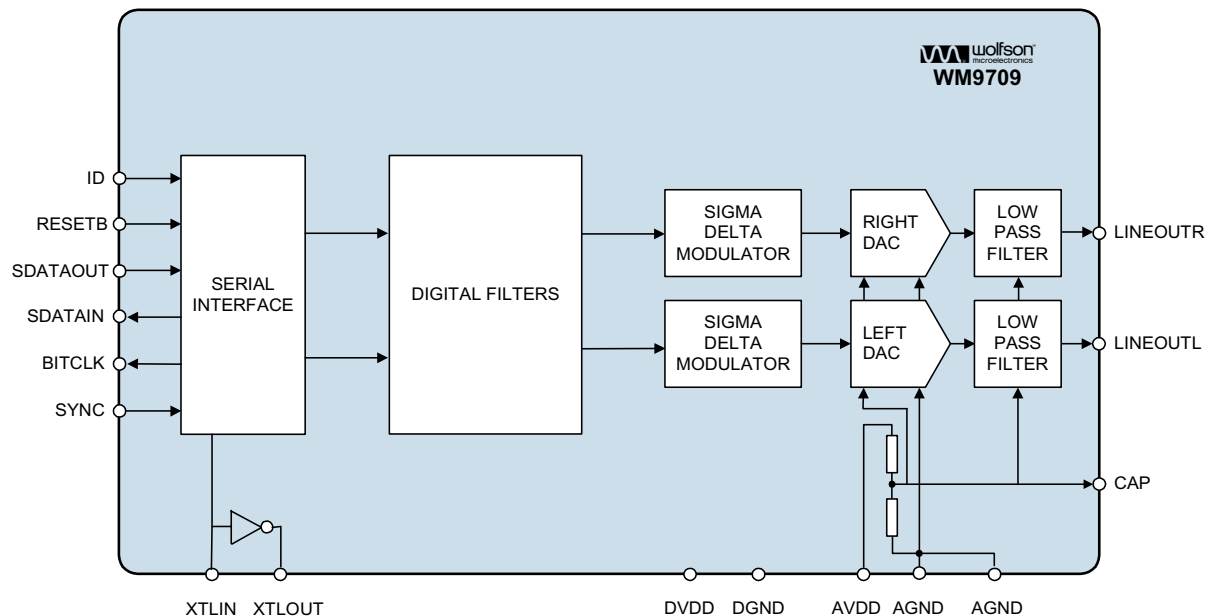 wolfson
microelectronics
WM9709
ID
RESETB
SDATAOUT
SDATAIN
BITCLK
SYNC
SERIAL
INTERFACE
DIGITAL FILTERS
SIGMA
DELTA
MODULATOR
RIGHT
DAC
LOW
PASS
FILTER
LINEOUTR
SIGMA
DELTA
MODULATOR
LEFT
DAC
LOW
PASS
FILTER
LINEOUTL
CAP
XTLIN XTLOUT DVDD DGND AVDD AGND AGND